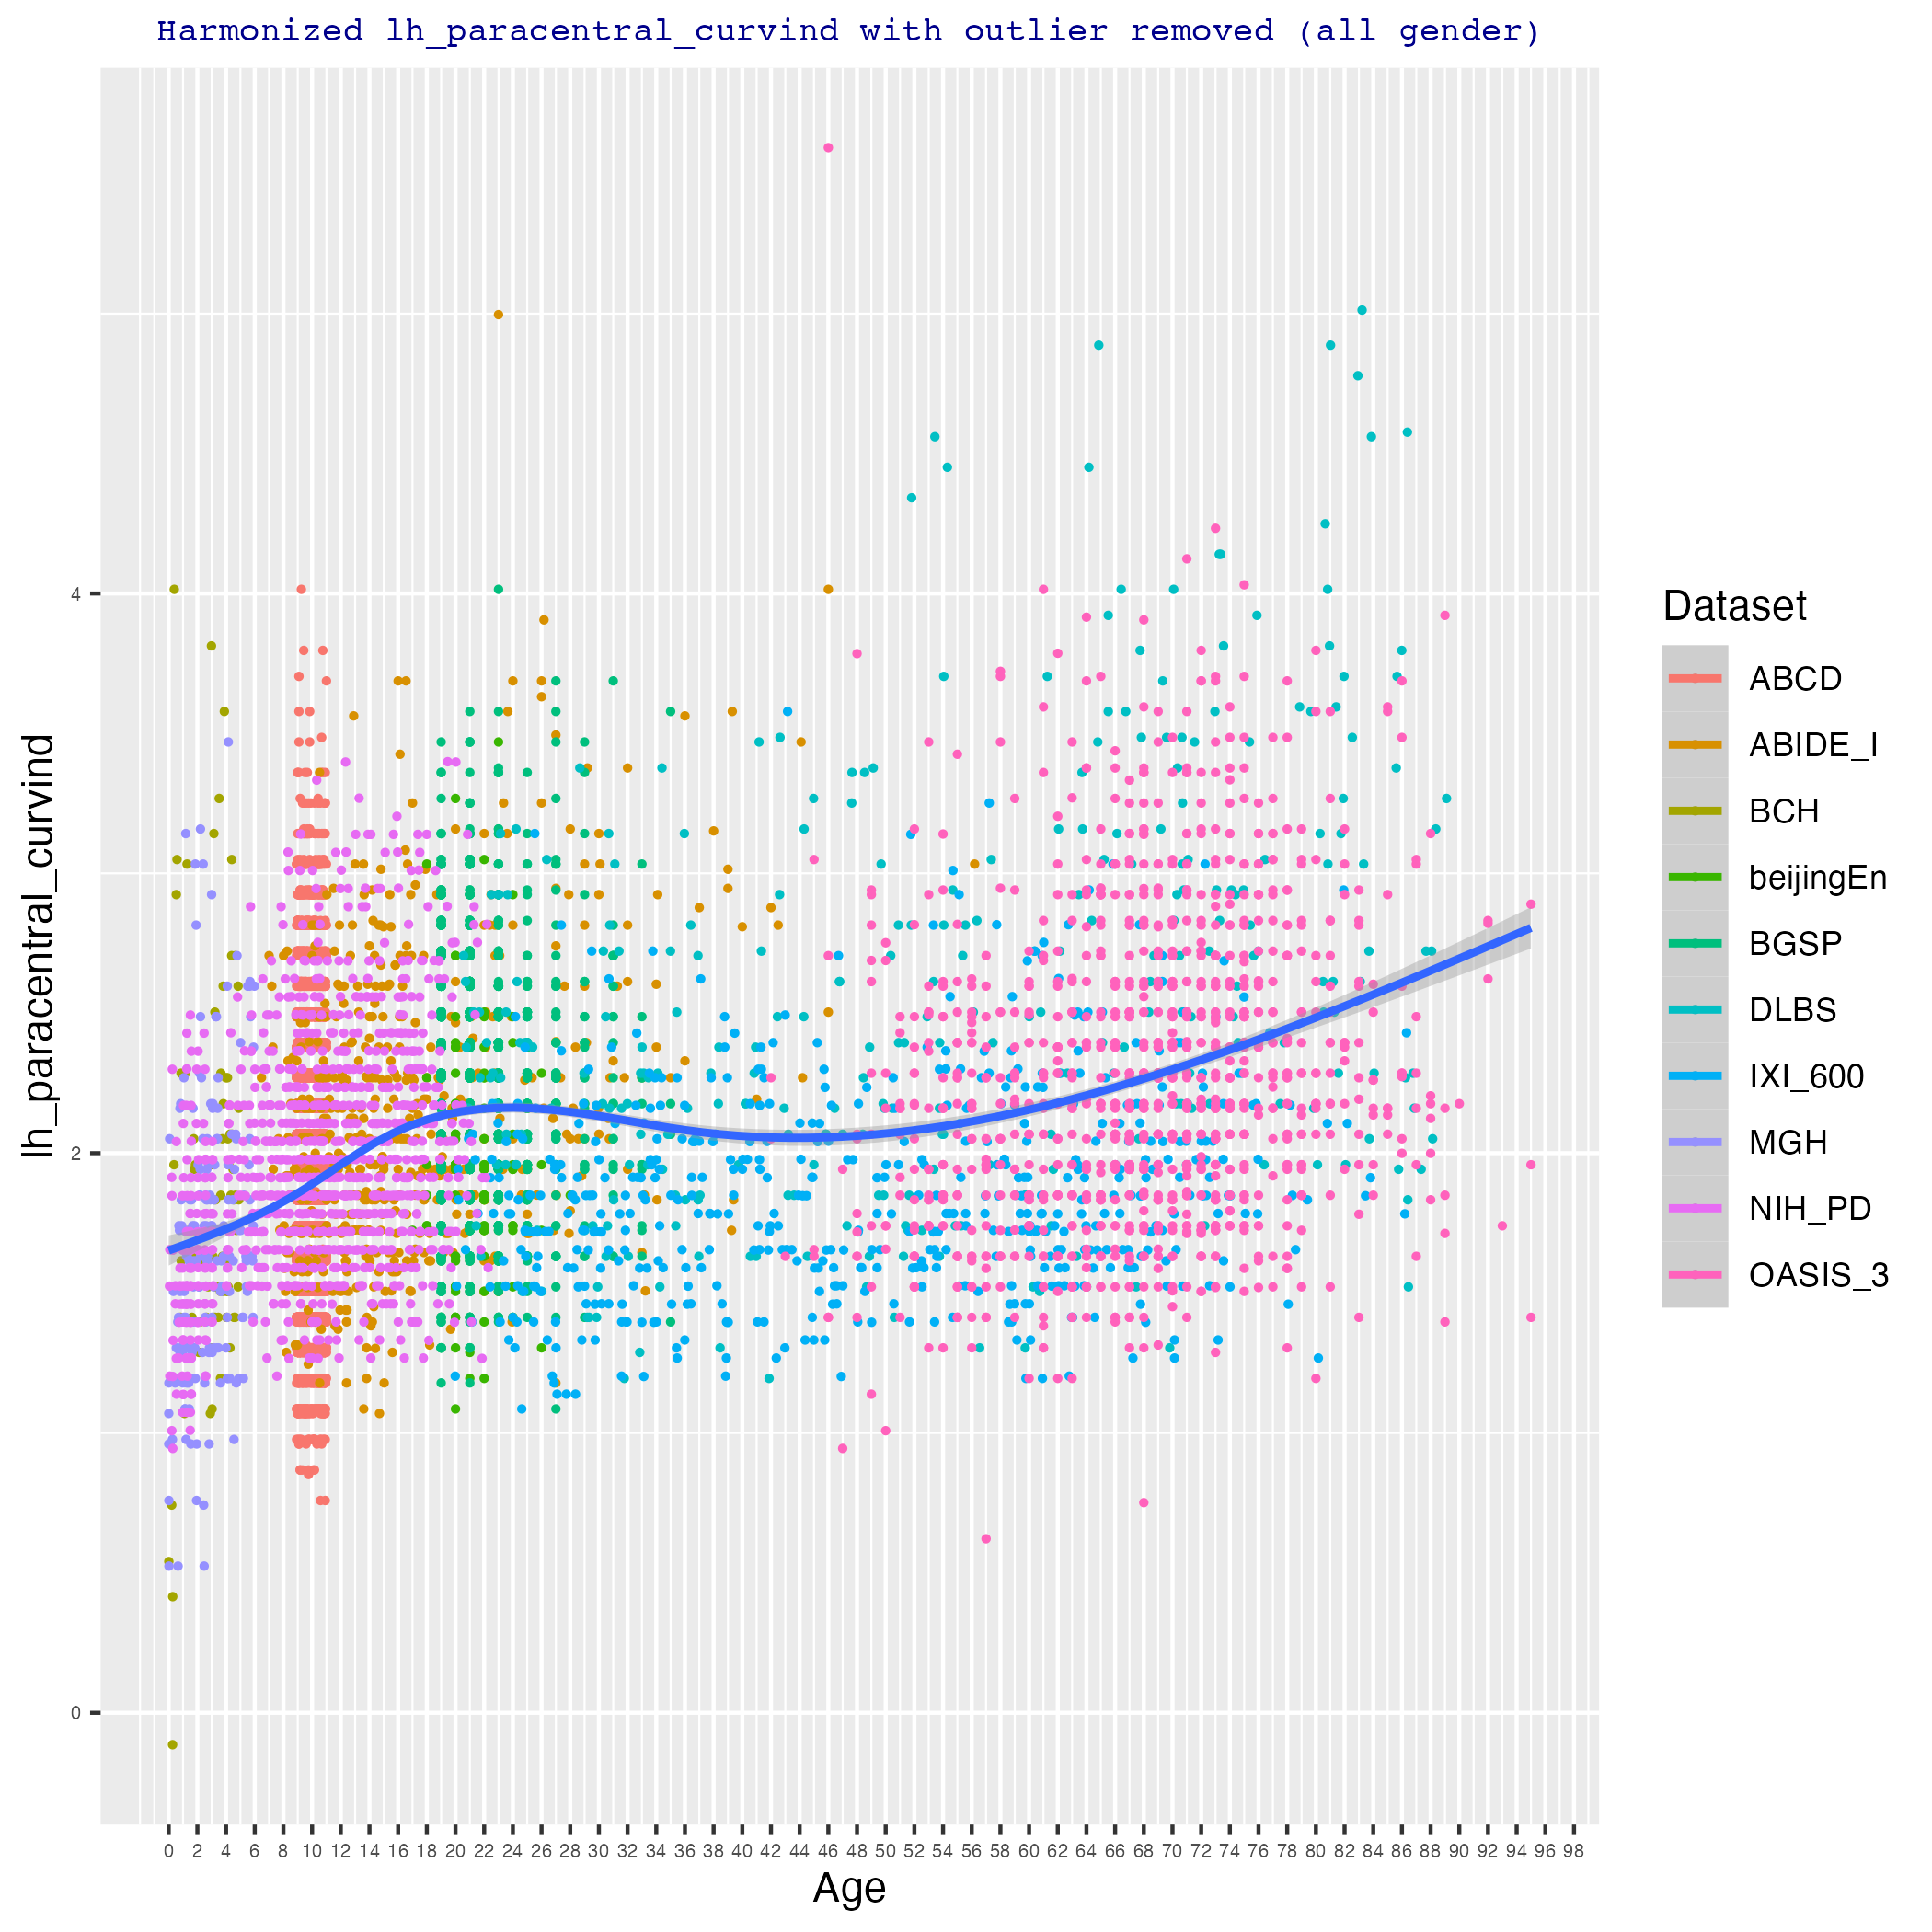 Harmonized lh_paracentral_curvind with outlier removed (all gender)
lh_paracentral_curvind
4
2
0
0 2 4 6 8 10 12 14 16 18 20 22 24 26 28 30 32 34 36 38 40 42 44 46 48 50 52 54 56 58 60 62 64 66 68 70 72 74 76 78 80 82 84 86 88 90 92 94 96 98
Age
Dataset
ABCD
ABIDE_I
BCH
beijingEn
BGSP
DLBS
IXI_600
MGH
NIH_PD
OASIS_3